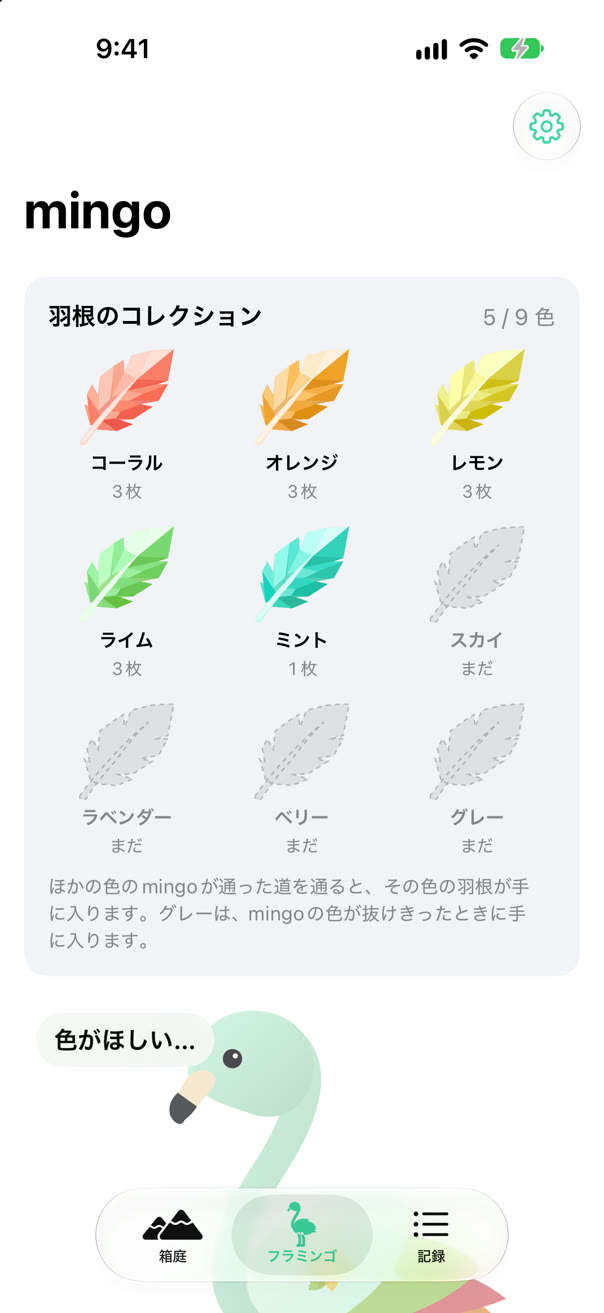 9:41
mingo
羽根のコレクション 5 / 9 色
コーラル オレンジ レモン
3 枚 3 枚 3 枚
ライム ミント スカイ
3 枚 1 枚 まだ
ラベンダー ベリー グレー
まだ まだ まだ
ほかの色の mingo が通った道を通ると、その色の羽根が手
に入ります。グレーは、mingo の色が抜けきったときに手
に入ります。
色がほしい…
箱庭 フラミンゴ 記録